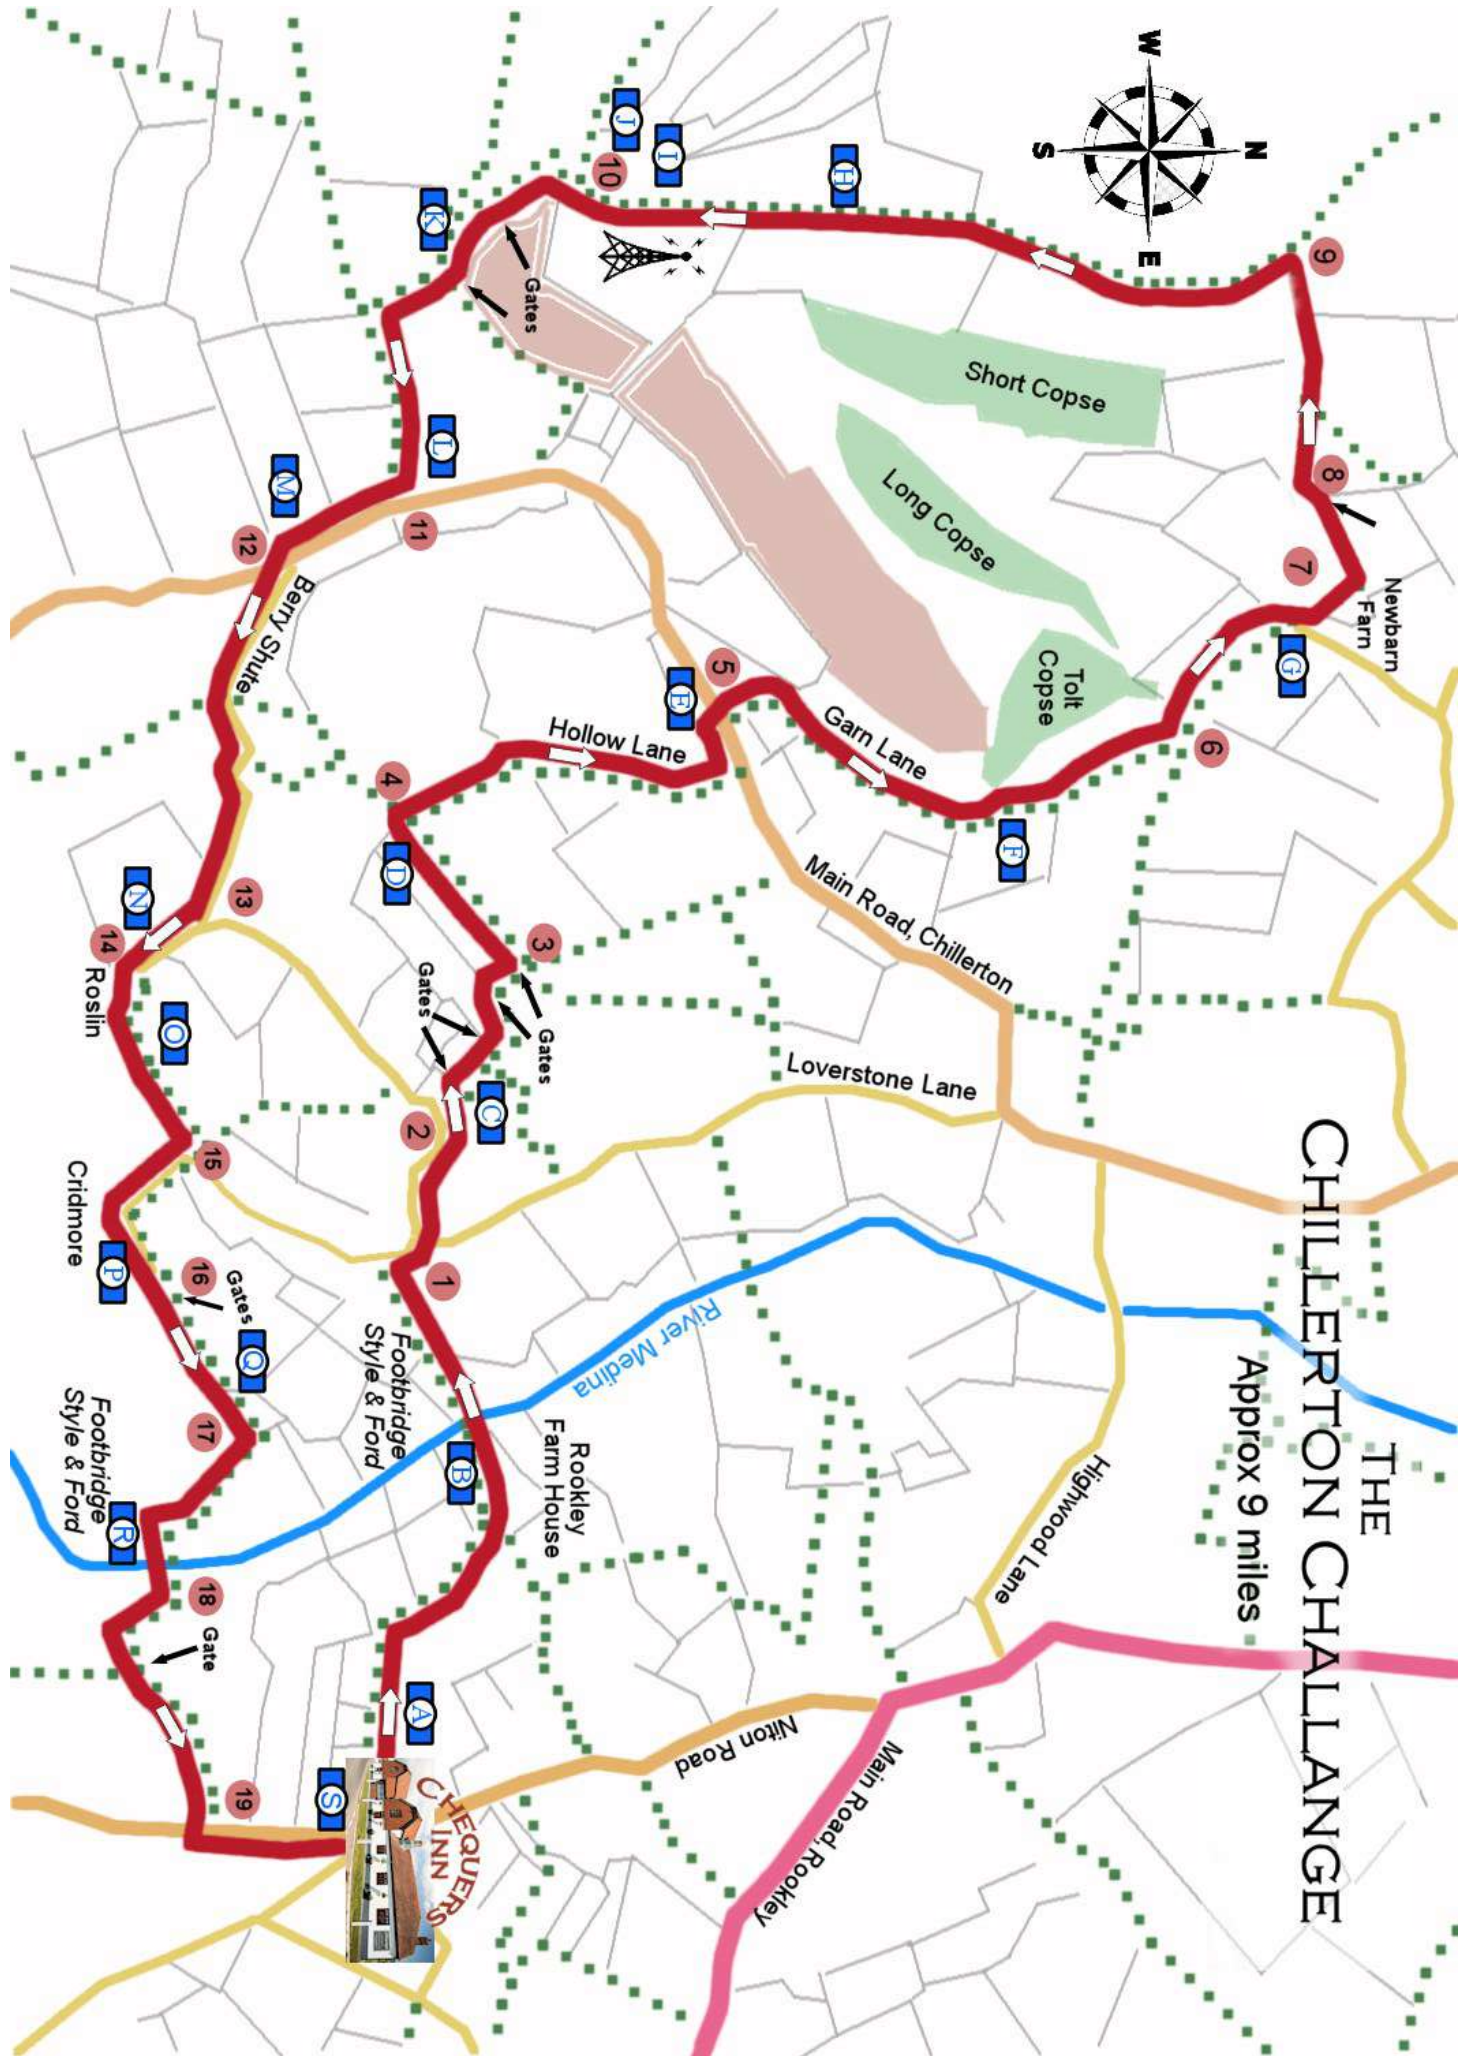 THE
CHILLERTON CHALLANGE
Approx 9 miles
W
N
S
E
9
8
7
6
5
10
11
12
4
3
13
14
2
15
1
16
17
18
19
H
I
J
K
L
M
G
E
F
D
C
N
O
P
Q
B
R
A
S
Newbarn
Farn
Short Copse
Long Copse
Tolt
Copse
Gates
Garn Lane
Hollow Lane
Berry Shute
Main Road, Chillerton
Gates
Gates
Loverstone Lane
Roslin
Cridmore
Gates
River Medina
Footbridge
Style & Ford
Rookley
Farm House
Highwood Lane
Footbridge
Style & Ford
Gate
Niton Road
Main Road, Rookley
CHEQUERS
INN